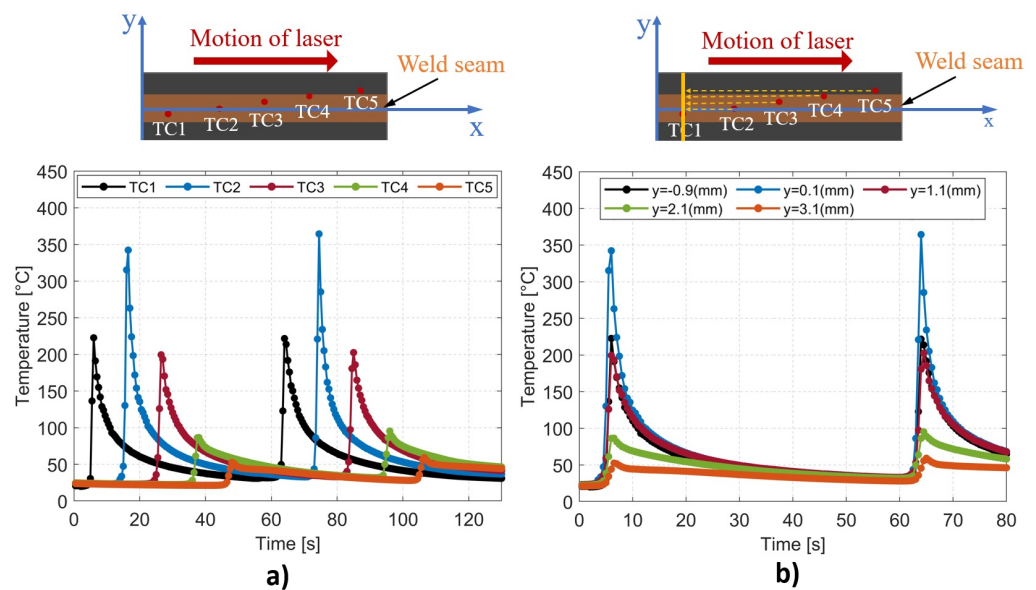 y
Motion of laser
Weld seam
TC1
TC2
TC3
TC4
TC5
x
y
Motion of laser
Weld seam
TC1
TC2
TC3
TC4
TC5
x
TC1 TC2 TC3 TC4 TC5
Temperature [°C]
450
400
350
300
250
200
150
100
50
0
0 20 40 60 80 100 120
Time [s]
a)
y=-0.9(mm) y=0.1(mm) y=1.1(mm)
y=2.1(mm) y=3.1(mm)
Temperature [°C]
450
400
350
300
250
200
150
100
50
0
0 10 20 30 40 50 60 70 80
Time [s]
b)